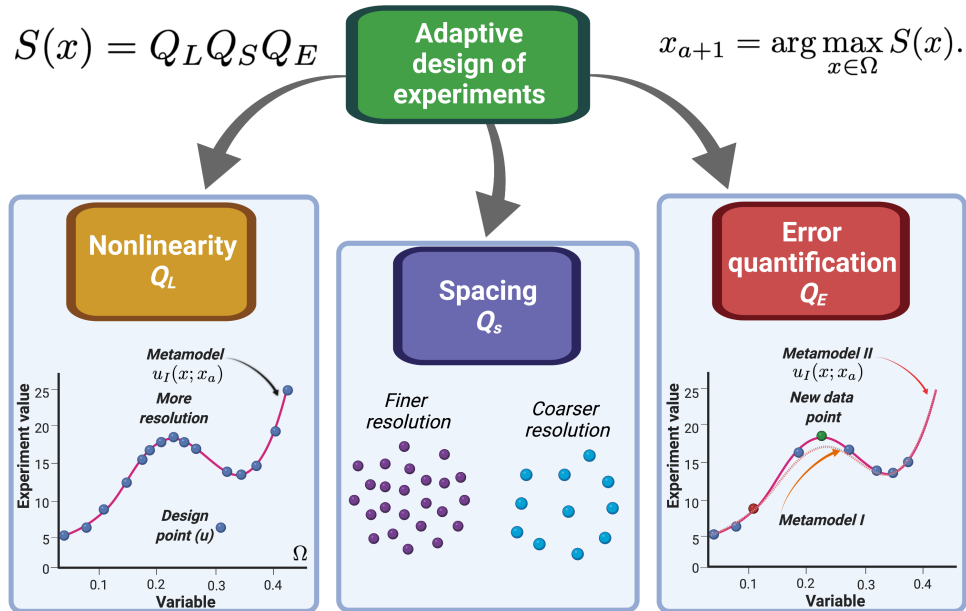 S(x) = Q_L Q_S Q_E
Adaptive
design of
experiments
x_{a+1} = arg max S(x).
x∈Ω
Nonlinearity
Q_L
Metamodel
u_I(x; x_a)
More
resolution
Design
point (u)
Ω
Experiment value
25
20
15
10
5
0
0.1
0.2
0.3
0.4
Variable
Spacing
Q_s
Finer
resolution
Coarser
resolution
Error
quantification
Q_E
Metamodel II
u_I(x; x_a)
New data
point
Metamodel I
Experiment value
25
20
15
10
5
0
0.1
0.2
0.3
0.4
Variable